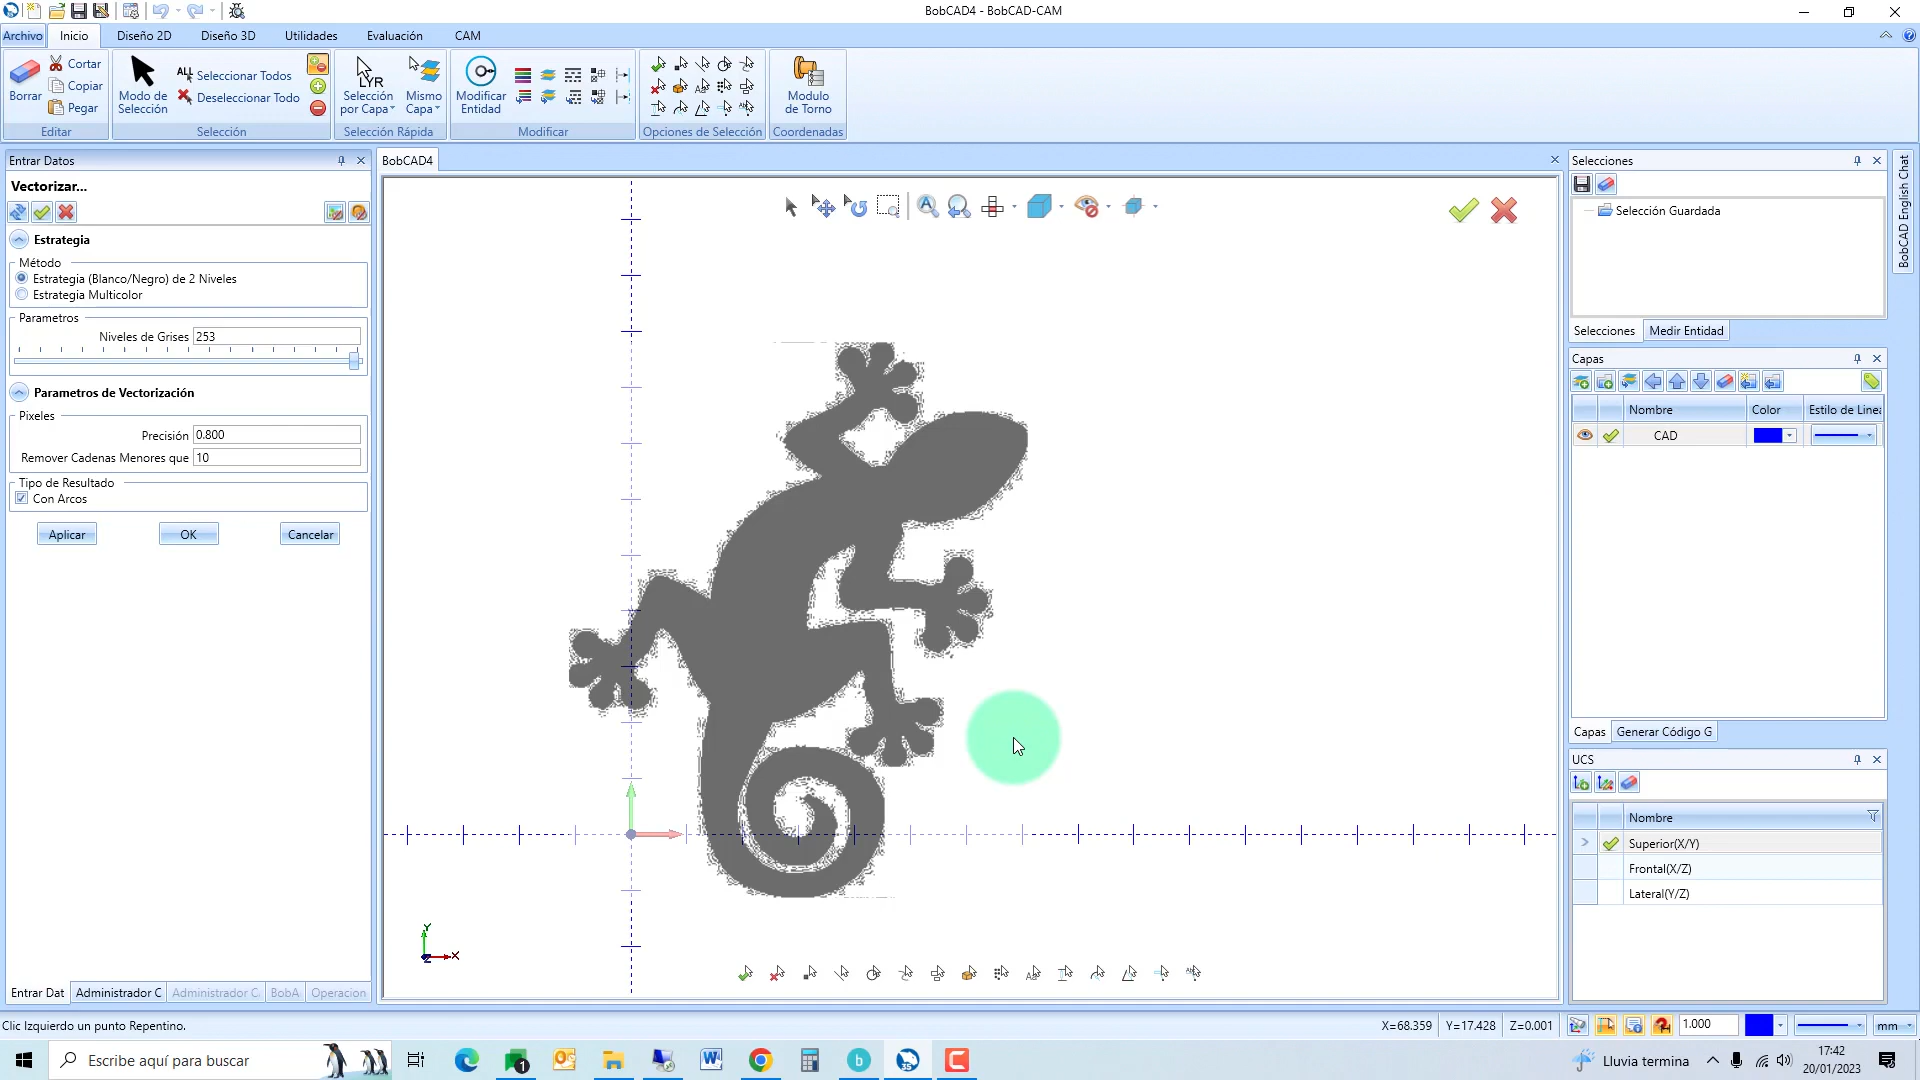 BobCAD4 - BobCAD-CAM
Archivo
Inicio
Diseño 2D
Diseño 3D
Utilidades
Evaluación
CAM
Borrar
Cortar
Copiar
Pegar
Editar
Modo de
Selección
ALL
Seleccionar Todos
Deseleccionar Todo
Selección
LYR
Selección
por Capa
Mismo
Capa
Selección Rápida
Modificar
Entidad
Modificar
Opciones de Selección
Modulo
de Torno
Coordenadas
Entrar Datos
Vectorizar...
Estrategia
Método
Estrategia (Blanco/Negro) de 2 Niveles
Estrategia Multicolor
Parametros
Niveles de Grises 253
Parametros de Vectorización
Pixeles
Precisión 0.800
Remover Cadenas Menores que 10
Tipo de Resultado
Con Arcos
Aplicar
OK
Cancelar
Entrar Dat
Administrador C
Administrador C
BobA
Operacion
BobCAD4
Y
X
Z
Selecciones
Selección Guardada
Selecciones
Medir Entidad
Capas
Nombre
Color
Estilo de Linea
CAD
Capas
Generar Código G
UCS
Nombre
Superior(X/Y)
Frontal(X/Z)
Lateral(Y/Z)
BobCAD English Chat
Clic Izquierdo un punto Repentino.
X=68.359
Y=17.428
Z=0.001
1.000
mm
Escribe aquí para buscar
1
Lluvia termina
17:42
20/01/2023